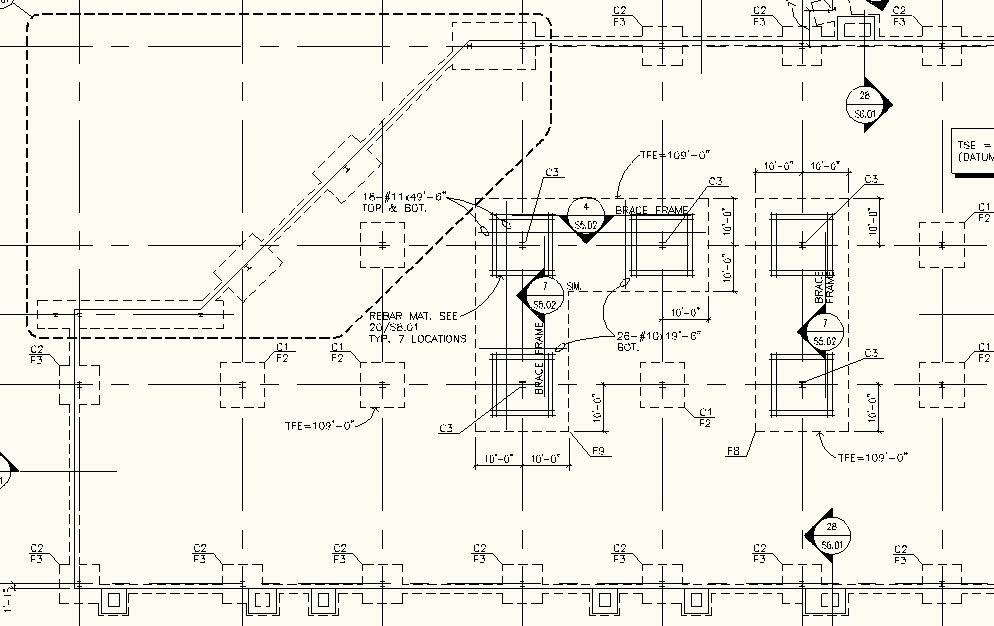 C2
F3
C2
F3
C2
F3
28
S6.01
TSE =
(DATUM
TFE=109'-0"
C3
C3
10'-0"
10'-0"
C3
18-#11x49'-6"
TOP & BOT.
4
S5.02
BRACE FRAME
10'-0"
10'-0"
C1
F2
10'-0"
7
S5.02
SIM.
BRACE FRAME
REBAR MAT. SEE
20/S8.01
TYP. 7 LOCATIONS
10'-0"
26-#10x19'-6"
BOT.
7
S5.02
C2
F3
C1
F2
C1
F2
BRACE FRAME
C3
C1
F2
TFE=109'-0"
C3
10'-0"
C1
F2
10'-0"
10'-0"
10'-0"
F9
F8
TFE=109'-0"
28
S6.01
C2
F3
C2
F3
C2
F3
C2
F3
C2
F3
C2
F3
C2
F3